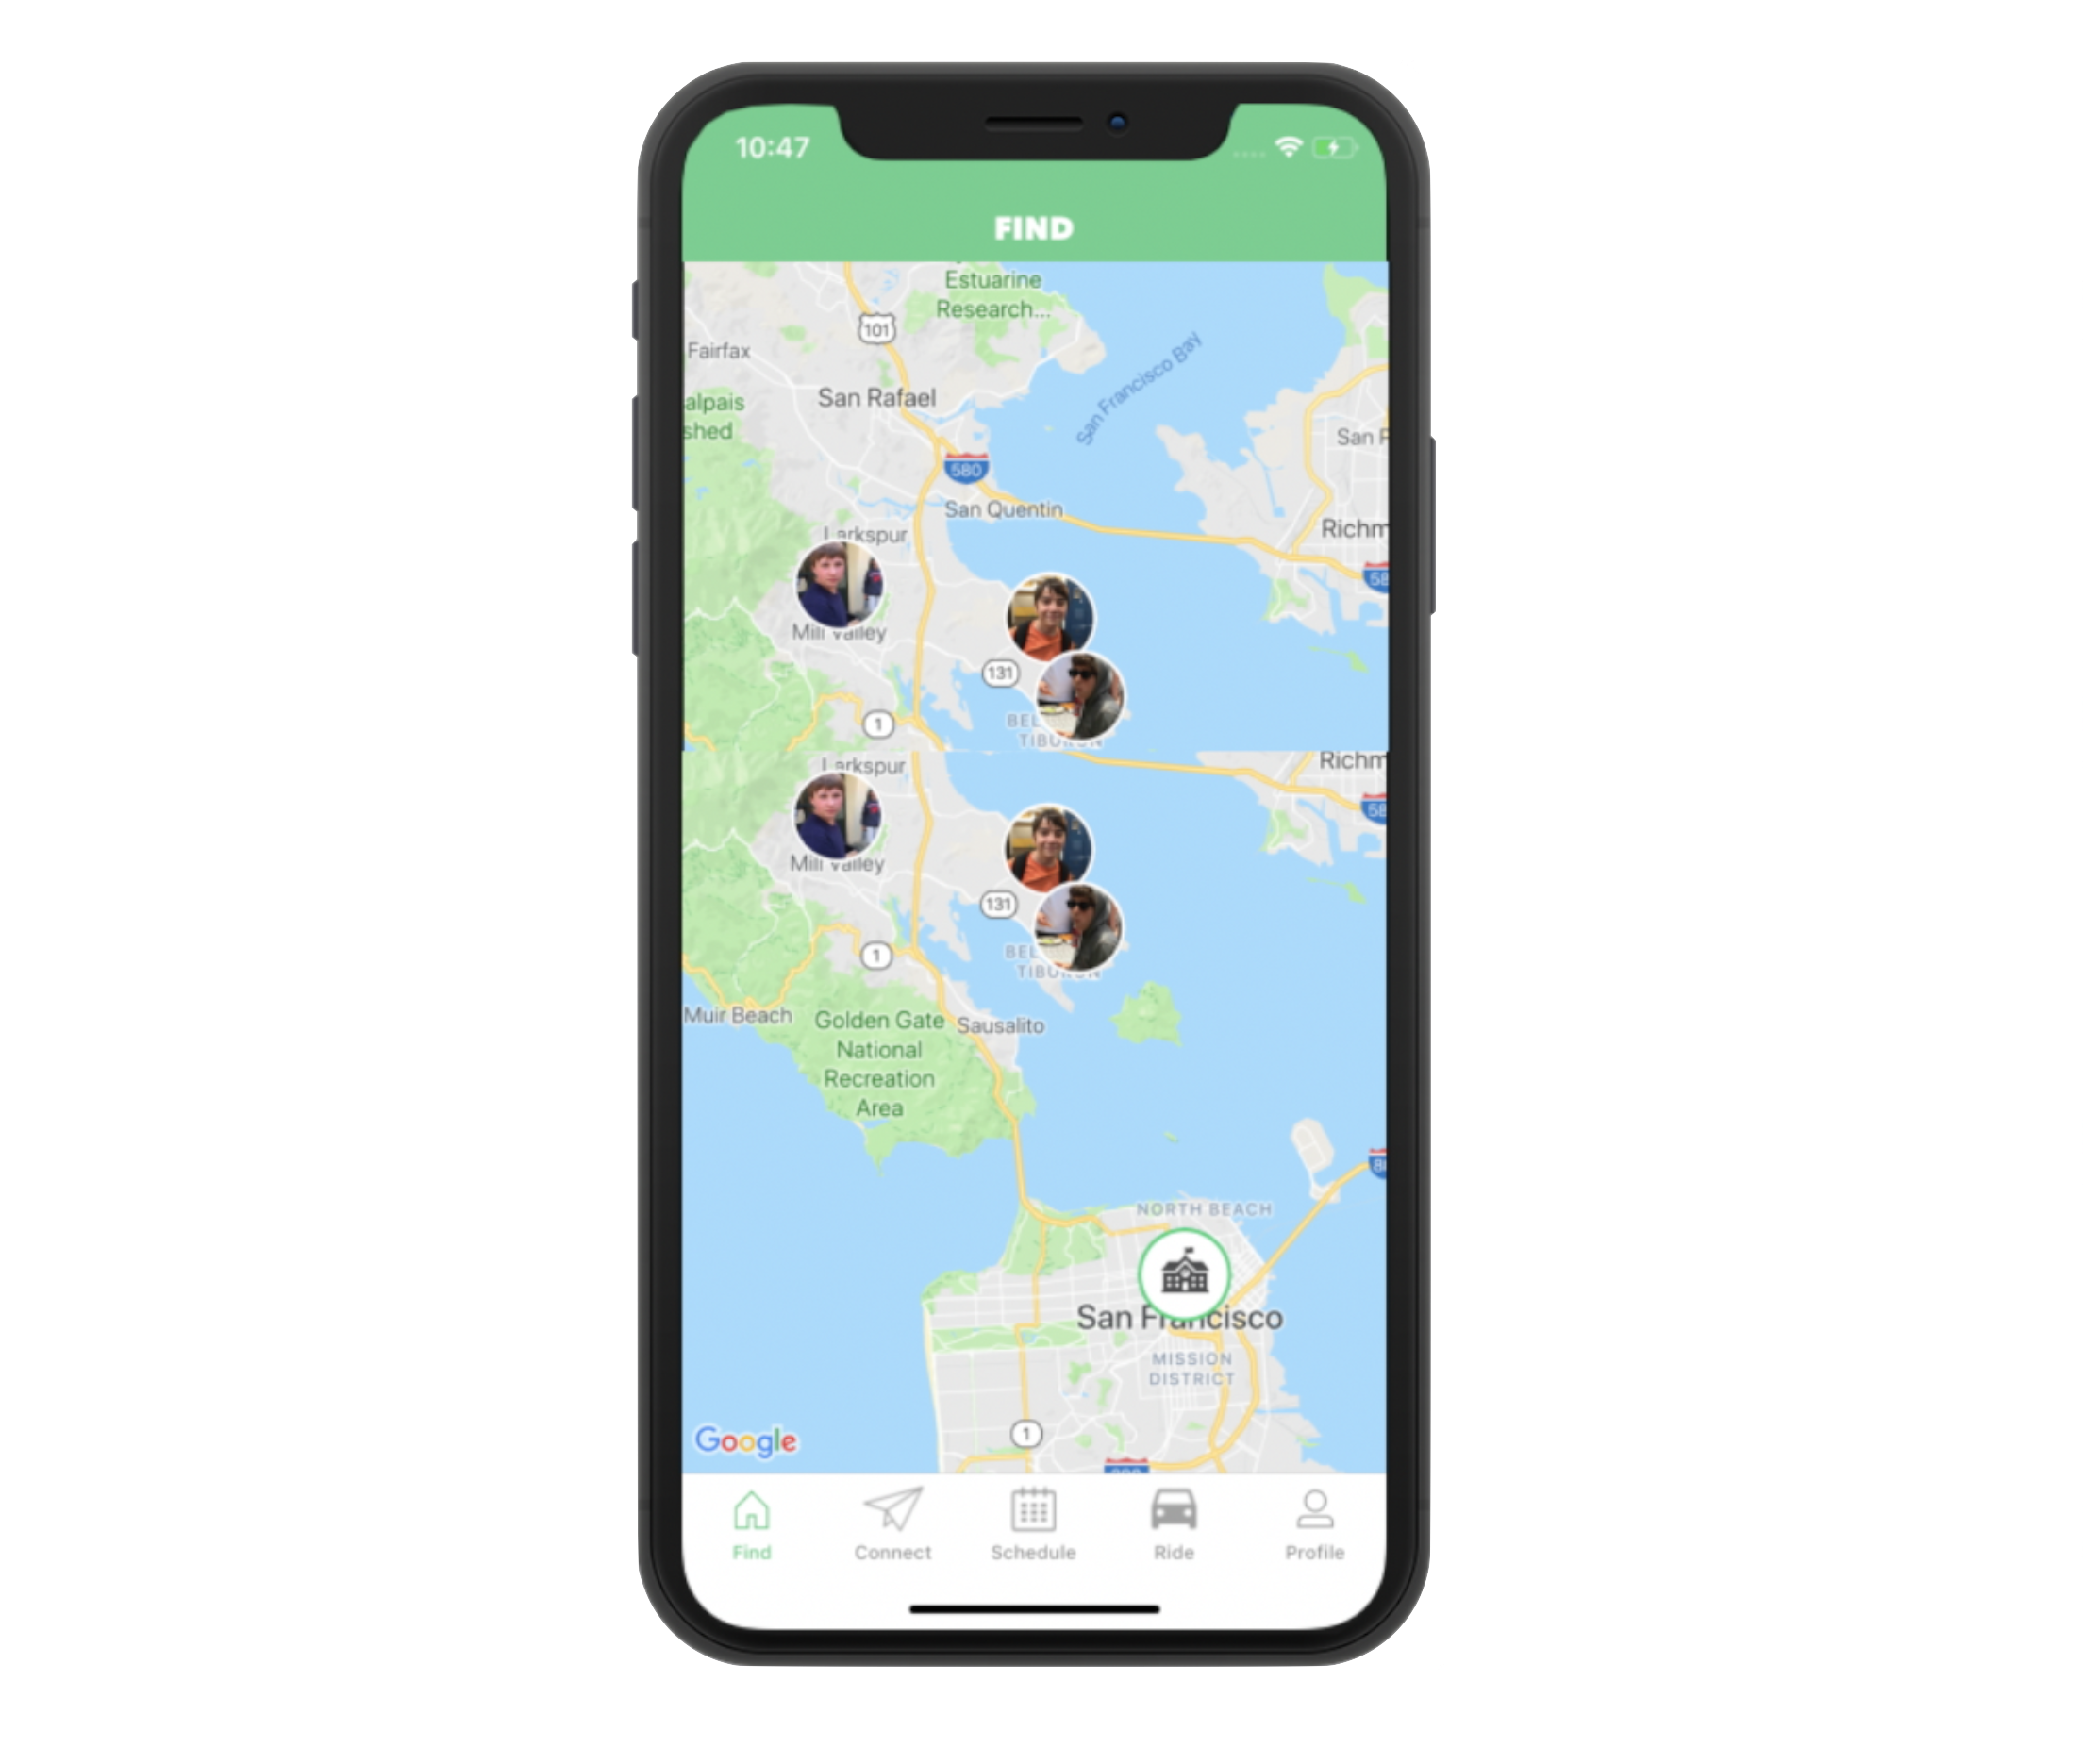 10:47
FIND
Estuarine
Research...
101
Fairfax
San Francisco Bay
San Rafael
alpais
shed
San P
580
San Quentin
Richm
Larkspur
58
Mill Valley
131
BEL
TIBURON
1
Richm
Larkspur
58
Mill Valley
131
BEL
TIBURON
1
Muir Beach
Golden Gate
National
Recreation
Area
Sausalito
8
NORTH BEACH
San Francisco
MISSION
DISTRICT
1
Google
Find
Connect
Schedule
Ride
Profile